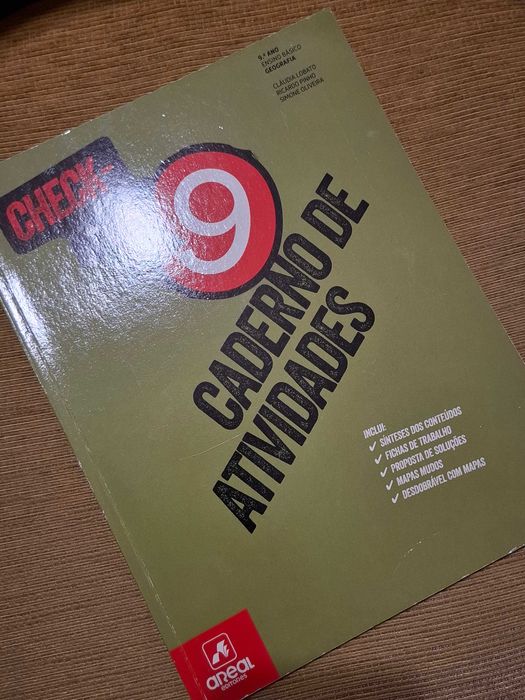 9.º ANO
ENSINO BÁSICO
GEOGRAFIA
CLÁUDIA LOBATO
RICARDO PINHO
SIMONE OLIVEIRA
CHECK-
9
CADERNO DE
ATIVIDADES
INCLUI:
✓ SÍNTESES DOS CONTEÚDOS
✓ FICHAS DE TRABALHO
✓ PROPOSTA DE SOLUÇÕES
✓ MAPAS MUDOS
✓ DESDOBRÁVEL COM MAPAS
areal
editores